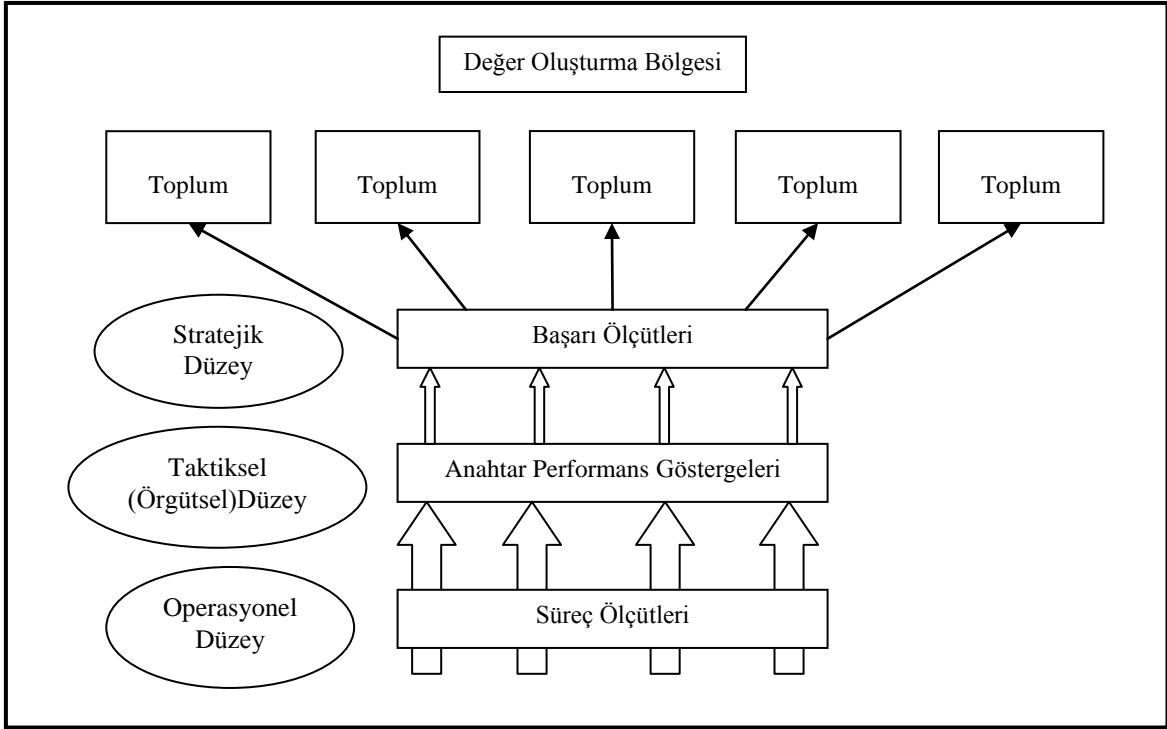 Değer Oluşturma Bölgesi
Toplum
Toplum
Toplum
Toplum
Toplum
Stratejik
Düzey
Başarı Ölçütleri
Taktiksel
(Örgütsel)Düzey
Anahtar Performans Göstergeleri
Operasyonel
Düzey
Süreç Ölçütleri